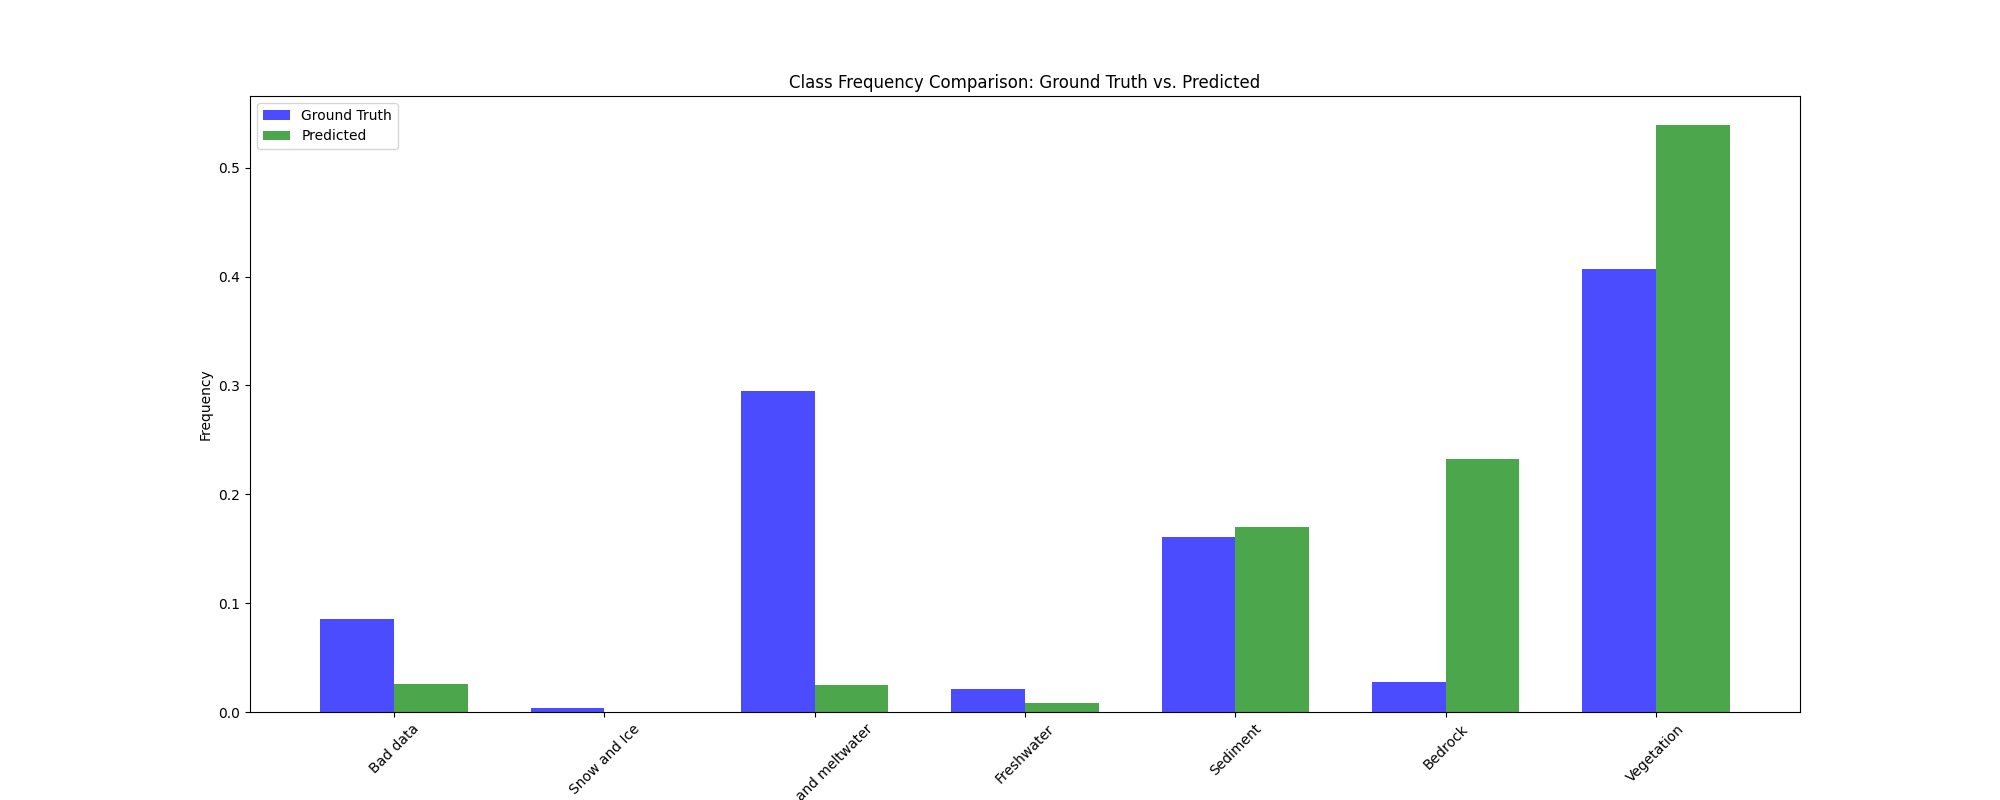 Class Frequency Comparison: Ground Truth vs. Predicted
Ground Truth
Predicted
Frequency
0.5
0.4
0.3
0.2
0.1
0.0
Bad data
Snow and Ice
and meltwater
Freshwater
Sediment
Bedrock
Vegetation